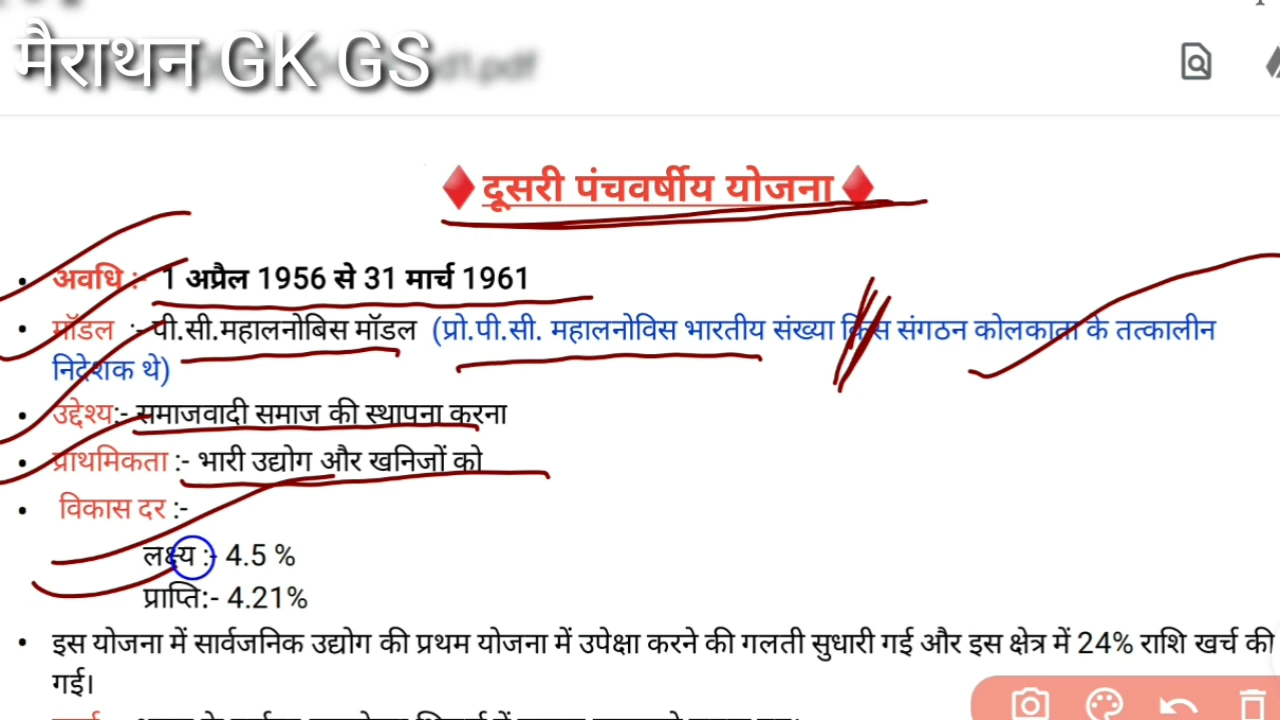 मैराथन GK GS
d1.pdf
दूसरी पंचवर्षीय योजना
• अवधि :- 1 अप्रैल 1956 से 31 मार्च 1961
• मॉडल :- पी.सी.महालनोबिस मॉडल (प्रो.पी.सी. महालनोविस भारतीय संख्या किस संगठन कोलकाता के तत्कालीन
निदेशक थे)
• उद्देश्य:- समाजवादी समाज की स्थापना करना
• प्राथमिकता :- भारी उद्योग और खनिजों को
• विकास दर :-
लक्ष्य :- 4.5 %
प्राप्ति:- 4.21%
• इस योजना में सार्वजनिक उद्योग की प्रथम योजना में उपेक्षा करने की गलती सुधारी गई और इस क्षेत्र में 24% राशि खर्च की
गई।